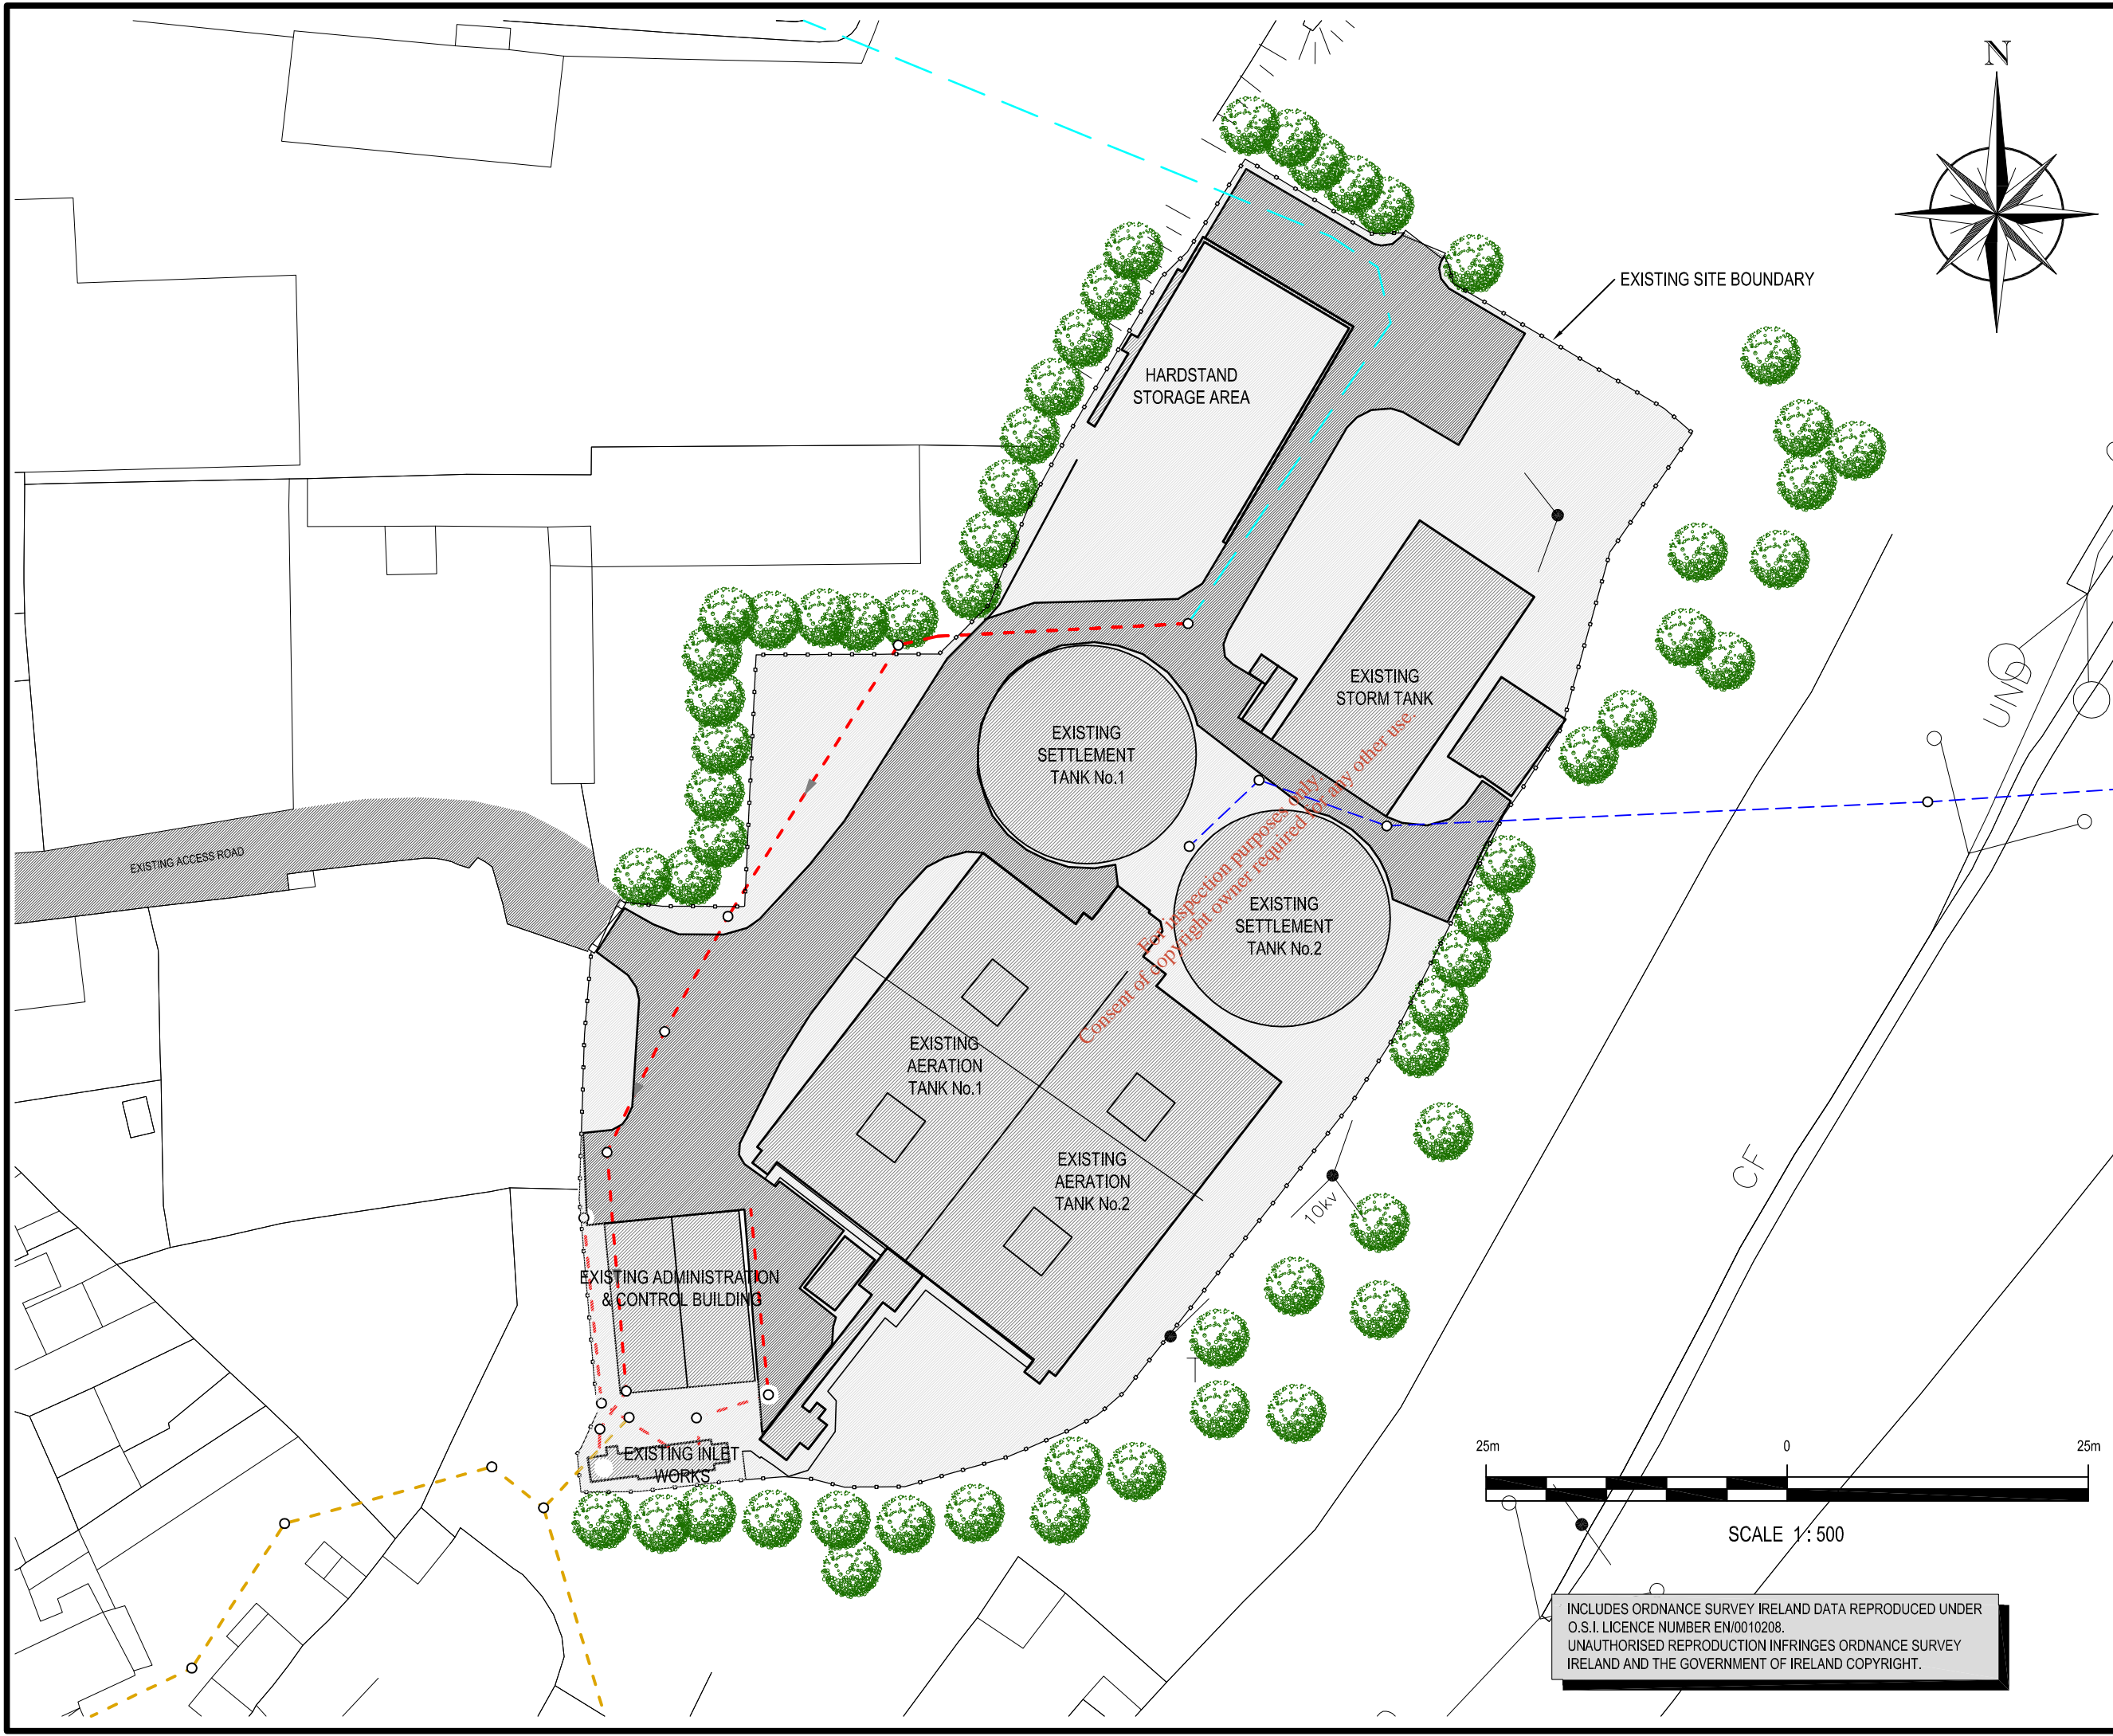 N
EXISTING SITE BOUNDARY
HARDSTAND
STORAGE AREA
EXISTING
STORM TANK
UND
EXISTING
SETTLEMENT
TANK No.1
For inspection purposes only.
Consent of copyright owner required for any other use.
EXISTING ACCESS ROAD
EXISTING
SETTLEMENT
TANK No.2
EXISTING
AERATION
TANK No.1
EXISTING
AERATION
TANK No.2
CF
10kv
EXISTING ADMINISTRATION
& CONTROL BUILDING
EXISTING INLET
WORKS
25m 0 25m
SCALE 1:500
INCLUDES ORDNANCE SURVEY IRELAND DATA REPRODUCED UNDER
O.S.I. LICENCE NUMBER EN/0010208.
UNAUTHORISED REPRODUCTION INFRINGES ORDNANCE SURVEY
IRELAND AND THE GOVERNMENT OF IRELAND COPYRIGHT.